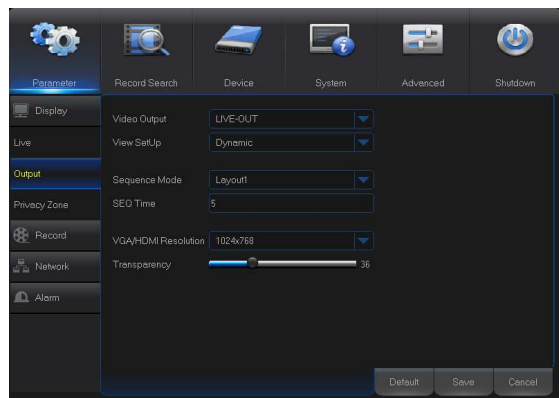 Parameter Record Search Device System Advanced Shutdown
Display
Live
Output
Privacy Zone
Record
Network
Alarm
Video Output LIVE-OUT
View SetUp Dynamic
Sequence Mode Layout1
SEQ Time 5
VGA/HDMI Resolution 1024x768
Transparency 36
Default Save Cancel